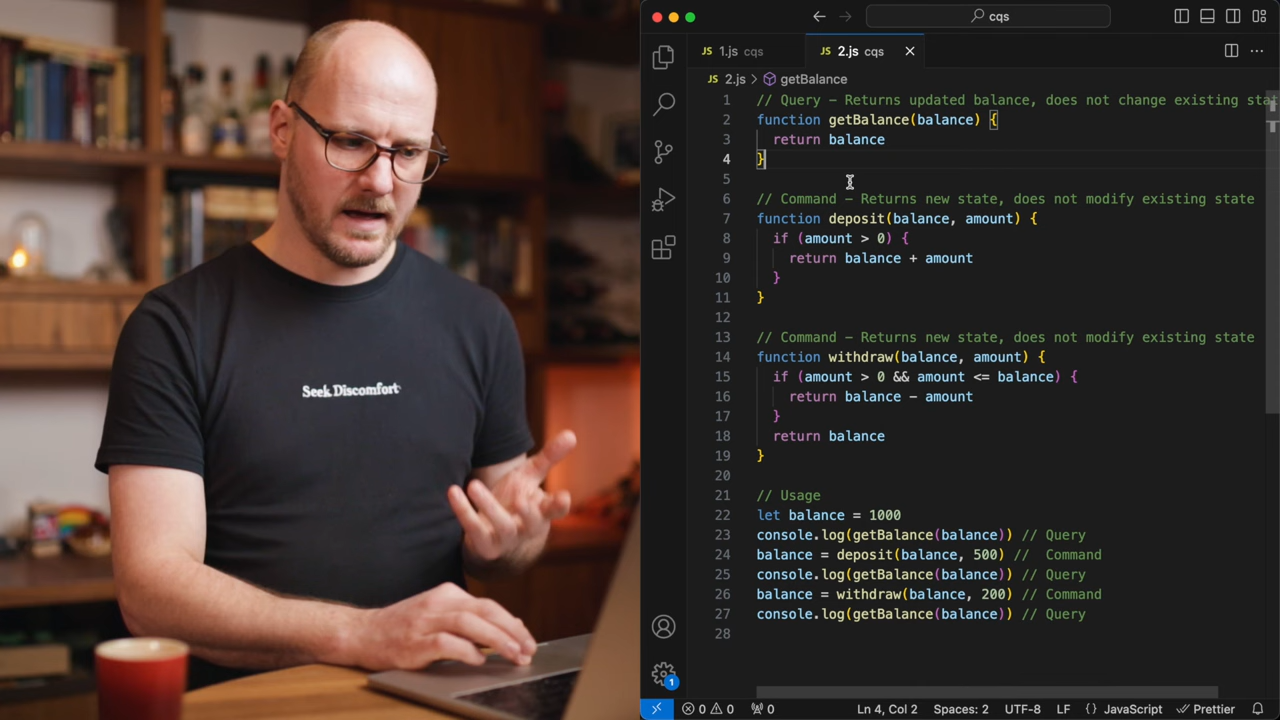 Seek Discomfort
cqs
JS 1.js cqs
JS 2.js cqs
JS 2.js > getBalance
1 // Query – Returns updated balance, does not change existing stat
2 function getBalance(balance) {
3 return balance
4 }
5
6 // Command – Returns new state, does not modify existing state
7 function deposit(balance, amount) {
8 if (amount > 0) {
9 return balance + amount
10 }
11 }
12
13 // Command – Returns new state, does not modify existing state
14 function withdraw(balance, amount) {
15 if (amount > 0 && amount <= balance) {
16 return balance - amount
17 }
18 return balance
19 }
20
21 // Usage
22 let balance = 1000
23 console.log(getBalance(balance)) // Query
24 balance = deposit(balance, 500) //  Command
25 console.log(getBalance(balance)) // Query
26 balance = withdraw(balance, 200) // Command
27 console.log(getBalance(balance)) // Query
28
1
0 0 0 Ln 4, Col 2 Spaces: 2 UTF-8 LF {} JavaScript Prettier